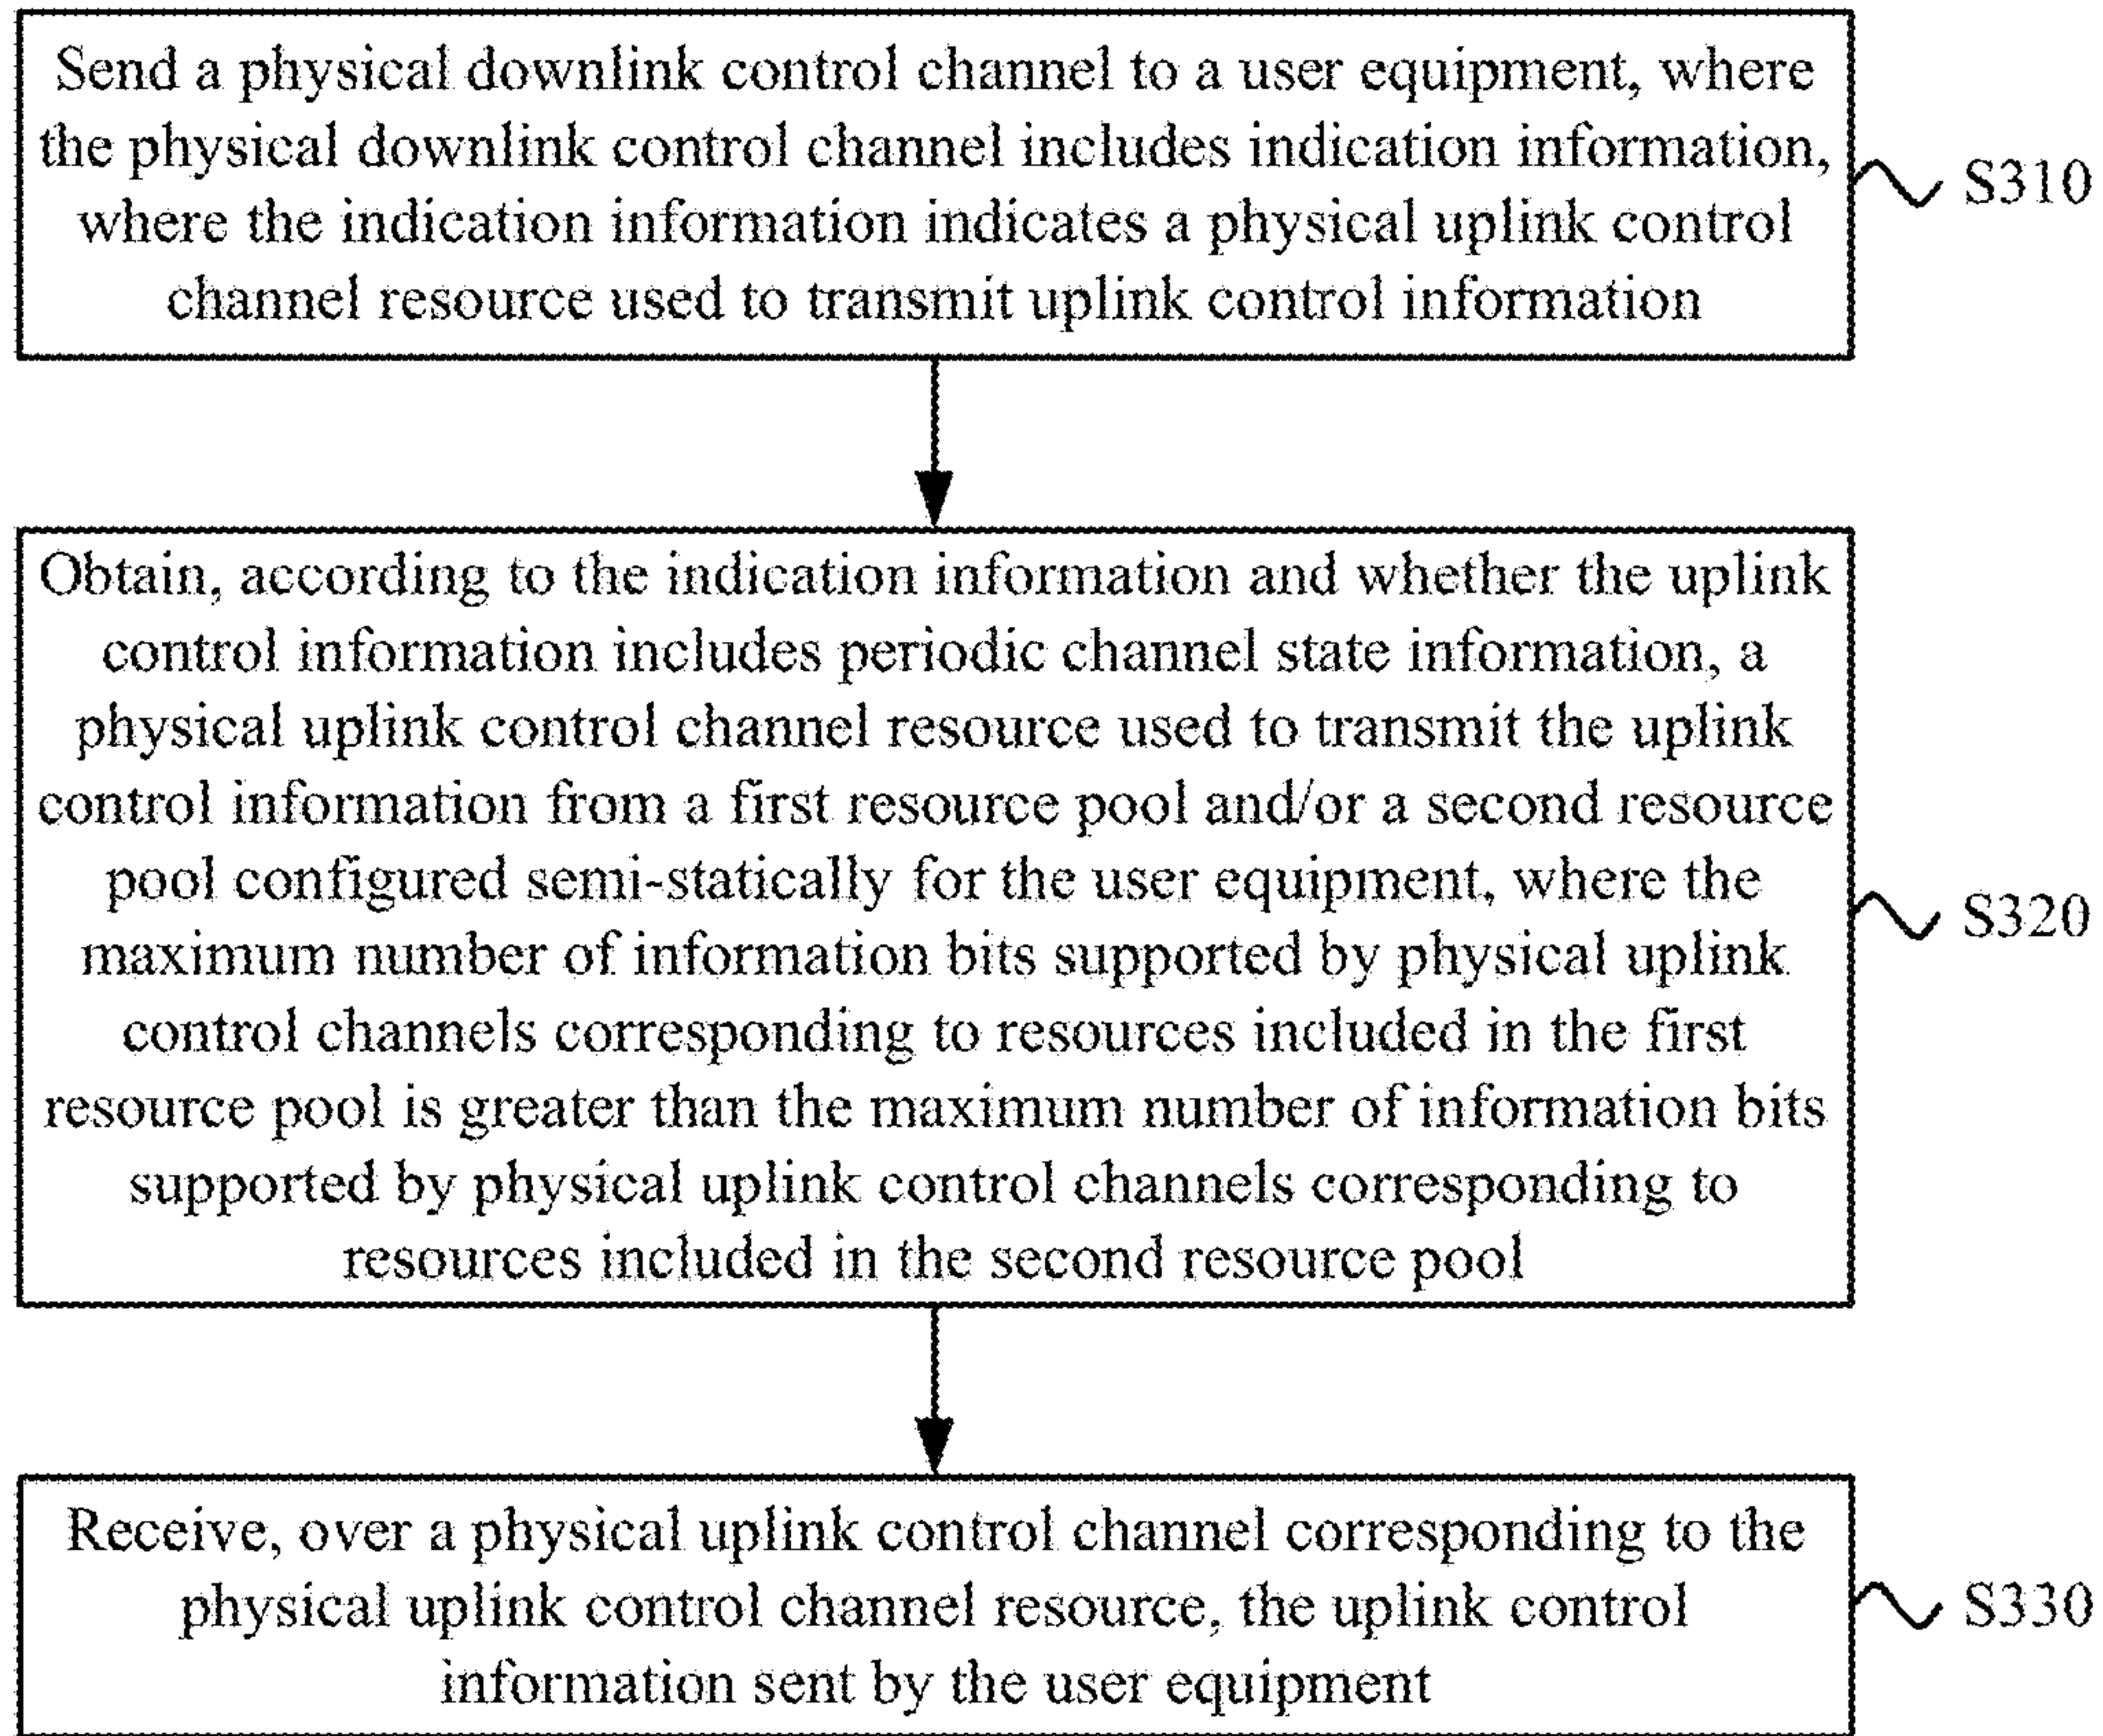 Send a physical downlink control channel to a user equipment, where
the physical downlink control channel includes indication information,
where the indication information indicates a physical uplink control
channel resource used to transmit uplink control information
S310
Obtain, according to the indication information and whether the uplink
control information includes periodic channel state information, a
physical uplink control channel resource used to transmit the uplink
control information from a first resource pool and/or a second resource
pool configured semi-statically for the user equipment, where the
maximum number of information bits supported by physical uplink
control channels corresponding to resources included in the first
resource pool is greater than the maximum number of information bits
supported by physical uplink control channels corresponding to
resources included in the second resource pool
S320
Receive, over a physical uplink control channel corresponding to the
physical uplink control channel resource, the uplink control
information sent by the user equipment
S330